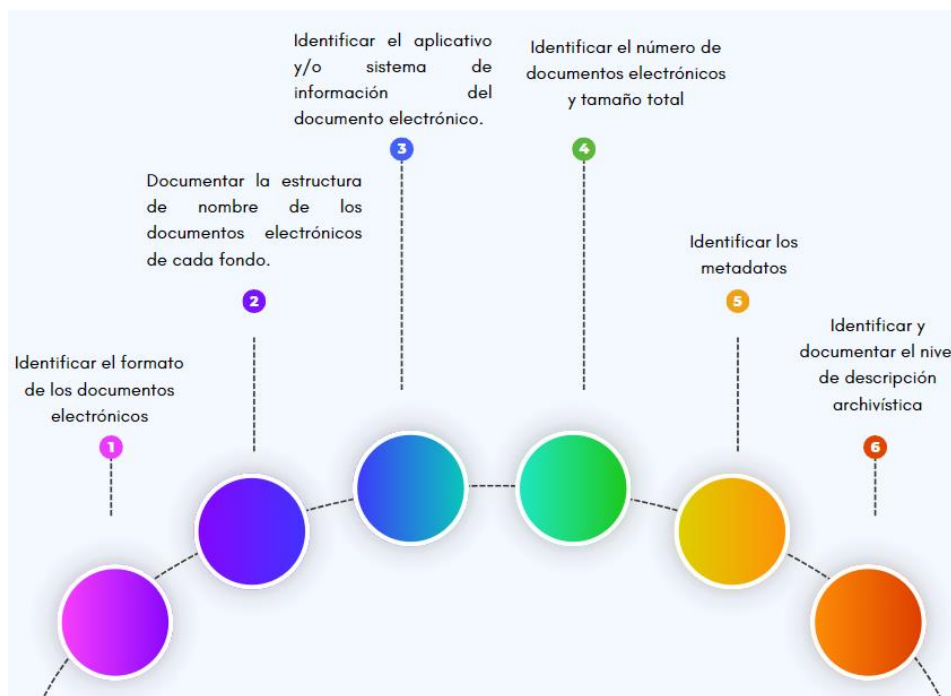 Identificar el formato
de los documentos
electrónicos
1
Documentar la estructura
de nombre de los
documentos electrónicos
de cada fondo.
2
Identificar el aplicativo
y/o sistema de
información del
documento electrónico.
3
Identificar el número de
documentos electrónicos
y tamaño total
4
Identificar los
metadatos
5
Identificar y
documentar el nive
de descripción
archivística
6